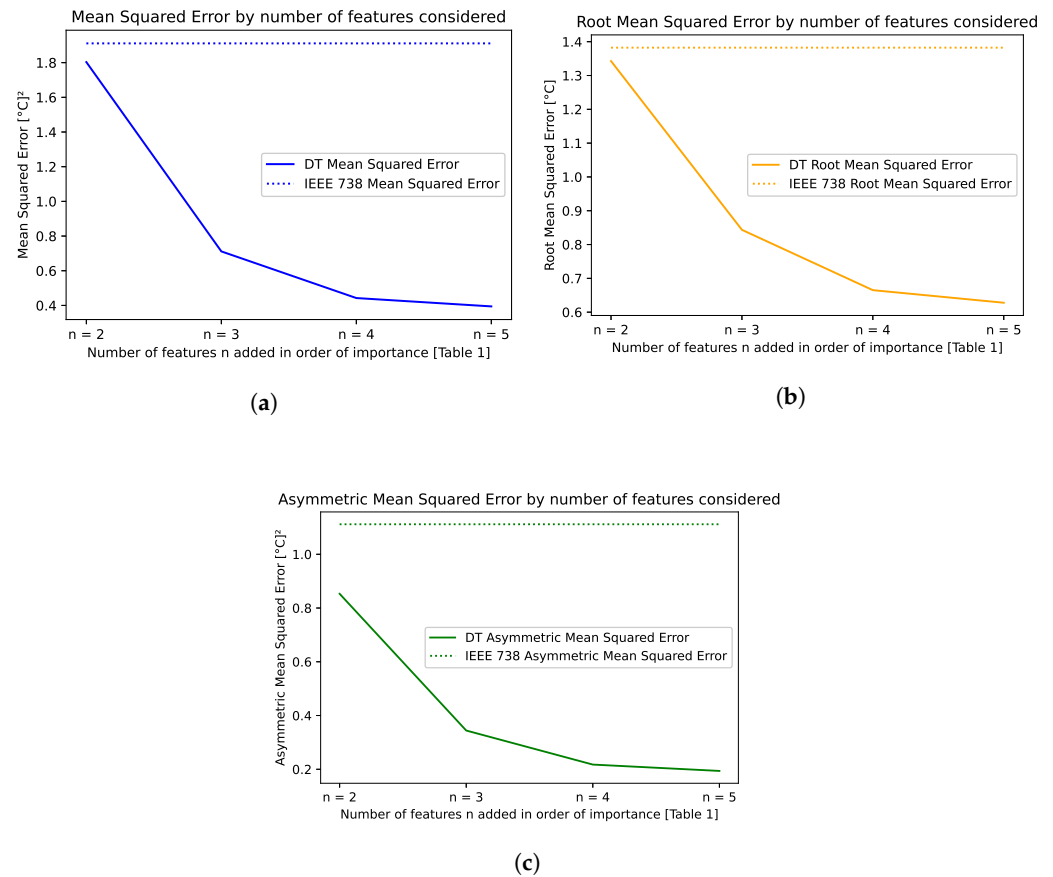 Mean Squared Error by number of features considered
Mean Squared Error [°C]²
1.8
1.6
1.4
1.2
1.0
0.8
0.6
0.4
DT Mean Squared Error
IEEE 738 Mean Squared Error
n = 2 n = 3 n = 4 n = 5
Number of features n added in order of importance [Table 1]
(a)
Root Mean Squared Error by number of features considered
Root Mean Squared Error [°C]
1.4
1.3
1.2
1.1
1.0
0.9
0.8
0.7
0.6
DT Root Mean Squared Error
IEEE 738 Root Mean Squared Error
n = 2 n = 3 n = 4 n = 5
Number of features n added in order of importance [Table 1]
(b)
Asymmetric Mean Squared Error by number of features considered
Asymmetric Mean Squared Error [°C]²
1.0
0.8
0.6
0.4
0.2
DT Asymmetric Mean Squared Error
IEEE 738 Asymmetric Mean Squared Error
n = 2 n = 3 n = 4 n = 5
Number of features n added in order of importance [Table 1]
(c)